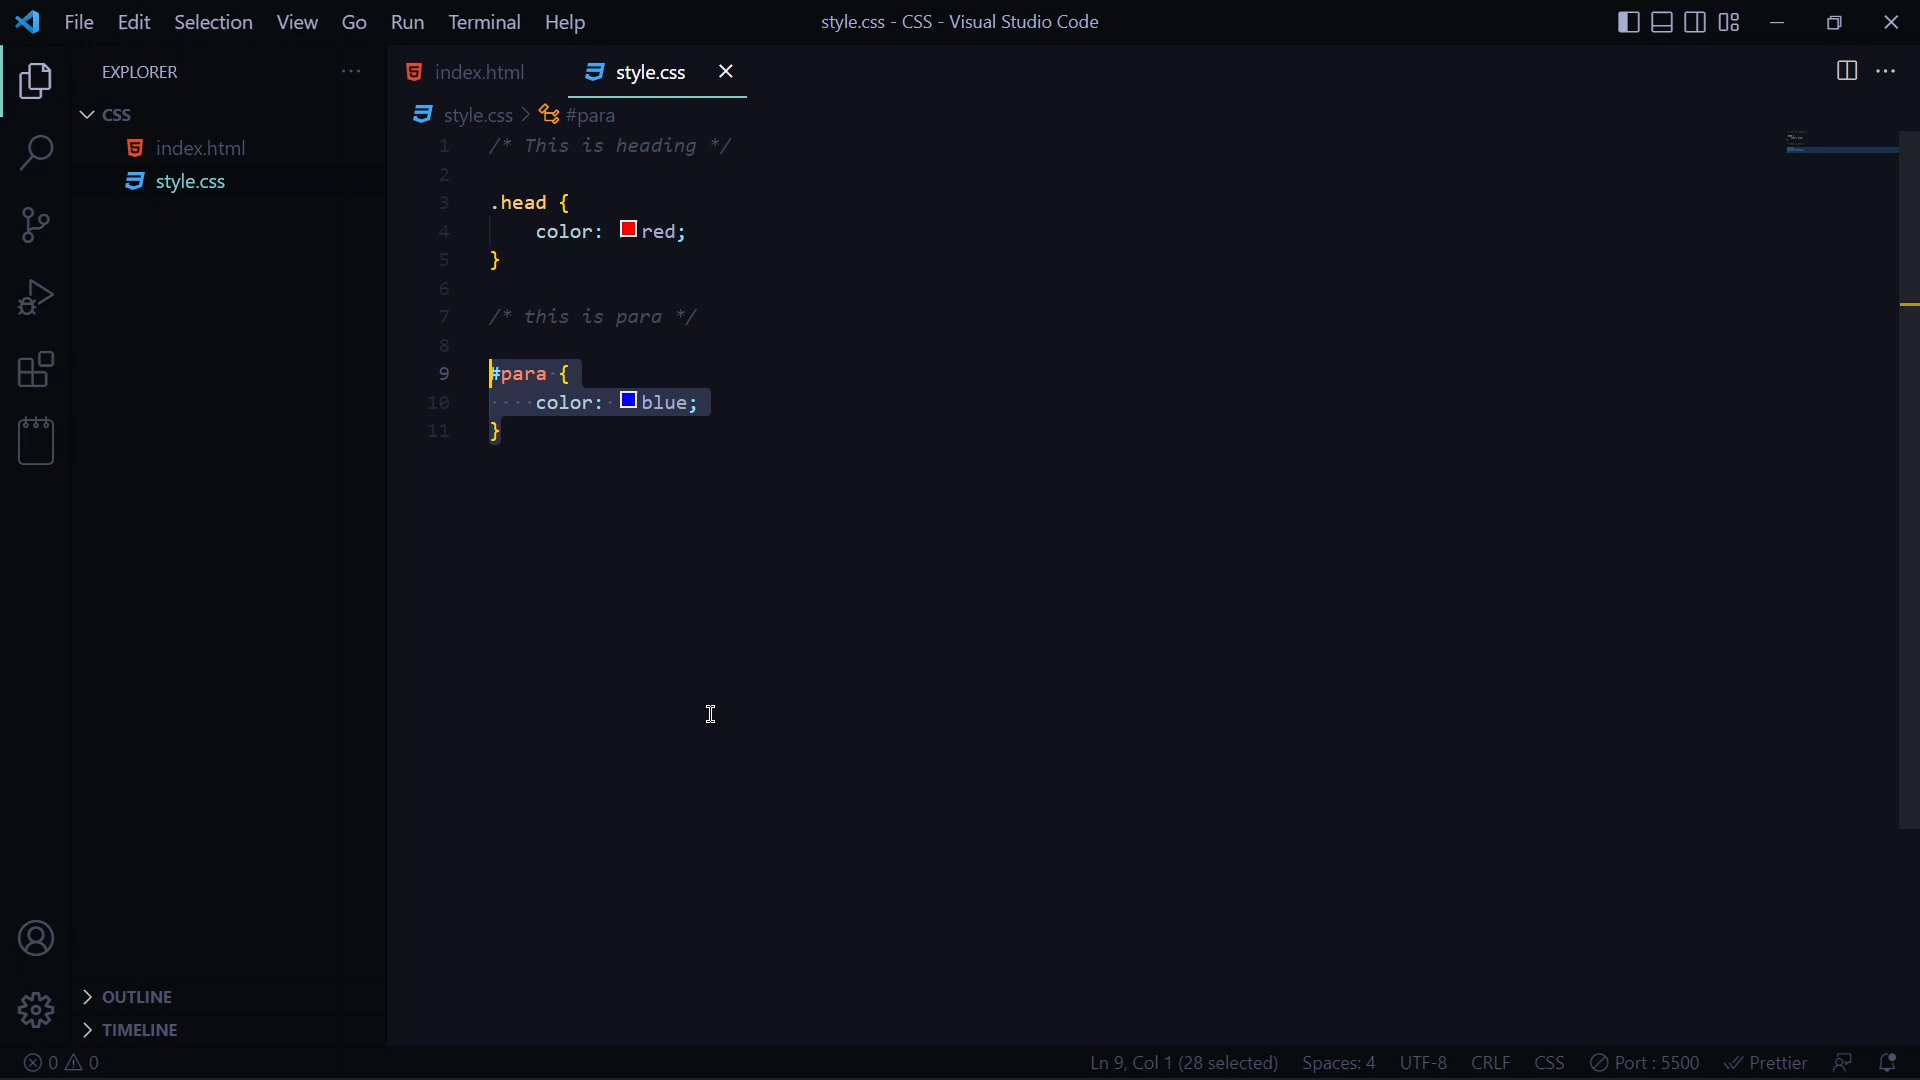 File Edit Selection View Go Run Terminal Help style.css - CSS - Visual Studio Code
EXPLORER
CSS
index.html
style.css
OUTLINE
TIMELINE
index.html style.css
style.css > #para
1 /* This is heading */
2
3 .head {
4 color: red;
5 }
6
7 /* this is para */
8
9 #para {
10 color: blue;
11 }
0 0 Ln 9, Col 1 (28 selected) Spaces: 4 UTF-8 CRLF CSS Port : 5500 Prettier